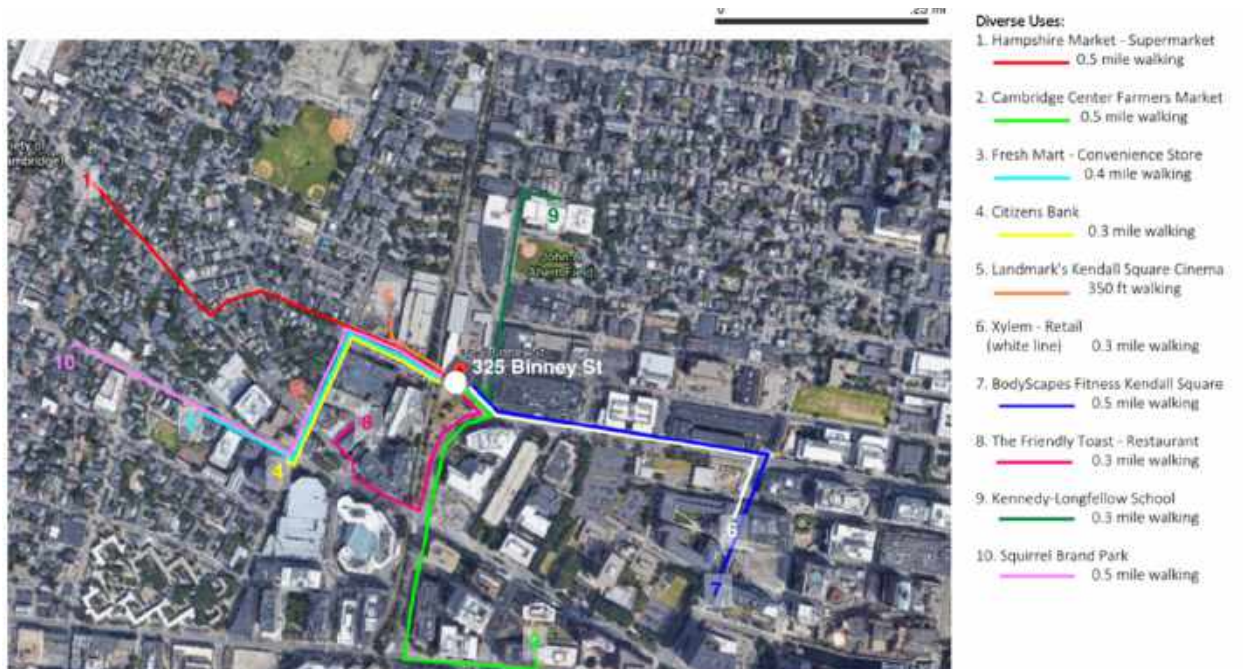 0 .25 mi
Diverse Uses:
1. Hampshire Market - Supermarket
0.5 mile walking
2. Cambridge Center Farmers Market
0.5 mile walking
3. Fresh Mart - Convenience Store
0.4 mile walking
4. Citizens Bank
0.3 mile walking
5. Landmark's Kendall Square Cinema
350 ft walking
6. Xylem - Retail
(white line) 0.3 mile walking
7. BodyScapes Fitness Kendall Square
0.5 mile walking
8. The Friendly Toast - Restaurant
0.3 mile walking
9. Kennedy-Longfellow School
0.3 mile walking
10. Squirrel Brand Park
0.5 mile walking
1
9
John A
Ahern Field
10
325 Binney St
8
4
7